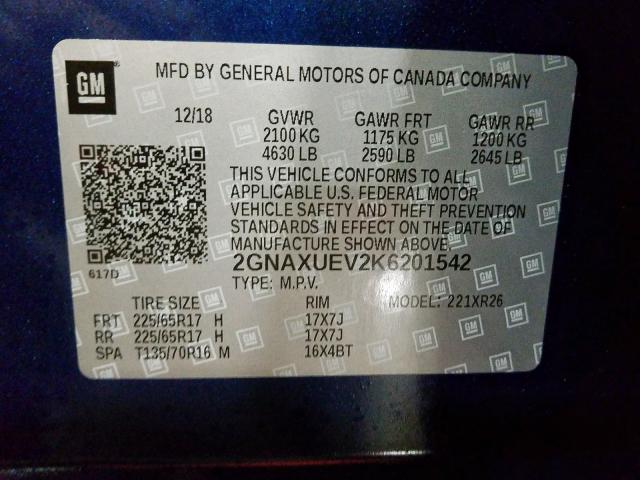 GM
MFD BY GENERAL MOTORS OF CANADA COMPANY
12/18 GVWR GAWR FRT GAWR RR
2100 KG 1175 KG 1200 KG
4630 LB 2590 LB 2645 LB
THIS VEHICLE CONFORMS TO ALL
APPLICABLE U.S. FEDERAL MOTOR
VEHICLE SAFETY AND THEFT PREVENTION
STANDARDS IN EFFECT ON THE DATE OF
MANUFACTURE SHOWN ABOVE.
617D
2GNAXUEV2K6201542
TYPE: M.P.V. MODEL: 221XR26
TIRE SIZE RIM
FRT 225/65R17 H 17X7J
RR 225/65R17 H 17X7J
SPA T135/70R16 M 16X4BT